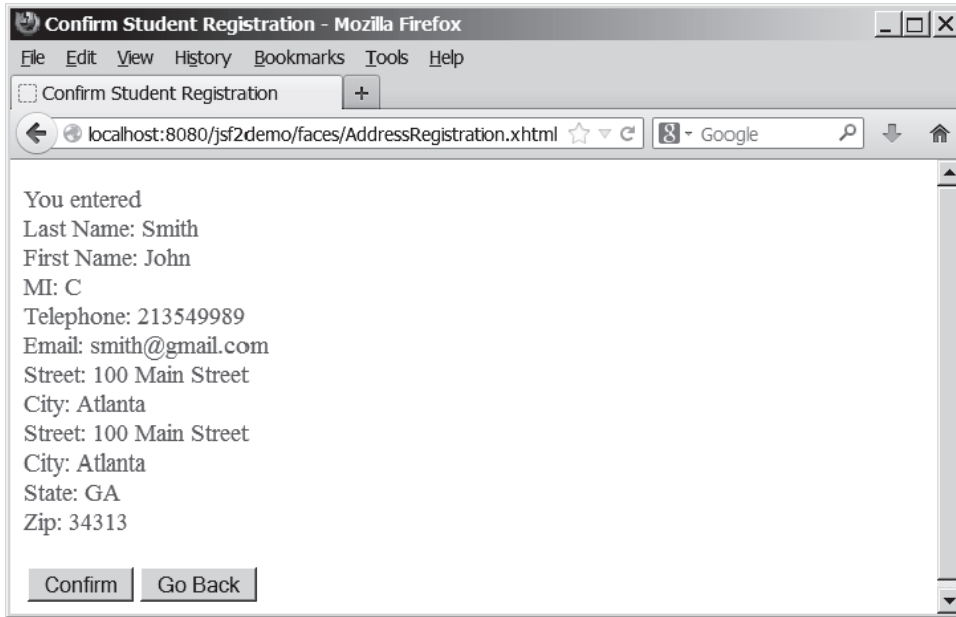 Confirm Student Registration - Mozilla Firefox
File Edit View History Bookmarks Tools Help
Confirm Student Registration +
localhost:8080/jsf2demo/faces/AddressRegistration.xhtml 8 Google
You entered
Last Name: Smith
First Name: John
MI: C
Telephone: 213549989
Email: smith@gmail.com
Street: 100 Main Street
City: Atlanta
Street: 100 Main Street
City: Atlanta
State: GA
Zip: 34313
Confirm Go Back